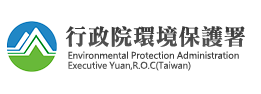 行政院環境保護署
Environmental Protection Administration
Executive Yuan,R.O.C(Taiwan)